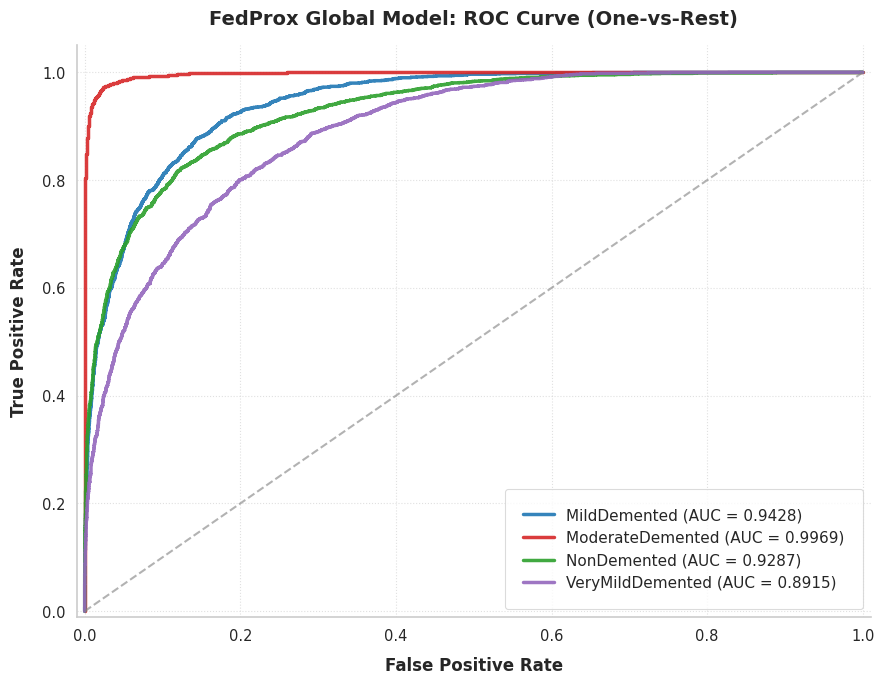 FedProx Global Model: ROC Curve (One-vs-Rest)
True Positive Rate
1.0
0.8
0.6
0.4
0.2
0.0
MildDemented (AUC = 0.9428)
ModerateDemented (AUC = 0.9969)
NonDemented (AUC = 0.9287)
VeryMildDemented (AUC = 0.8915)
0.0 0.2 0.4 0.6 0.8 1.0
False Positive Rate